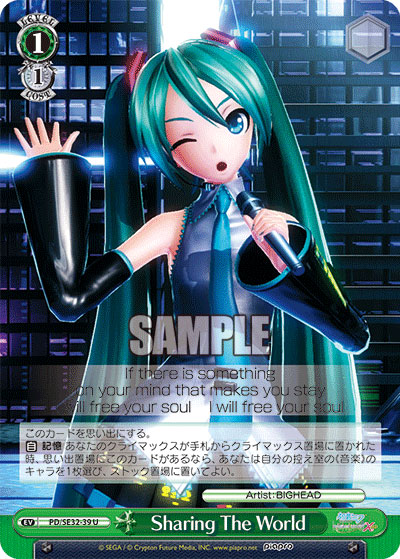 LEVEL
1
1
COST
SAMPLE
If there is something
on your mind that makes you stay
will free your soul I will free your soul
このカードを思い出にする。
自 記憶 あなたのクライマックスが手札からクライマックス置場に置かれ
た時、思い出置場にこのカードがあるなら、あなたは自分の控え室の《音楽》の
キャラを1枚選び、ストック置場に置いてよい。
Artist:BIGHEAD
EV PD/SE32-39 U Sharing The World
© SEGA / © Crypton Future Media, INC. www.piapro.net piapro